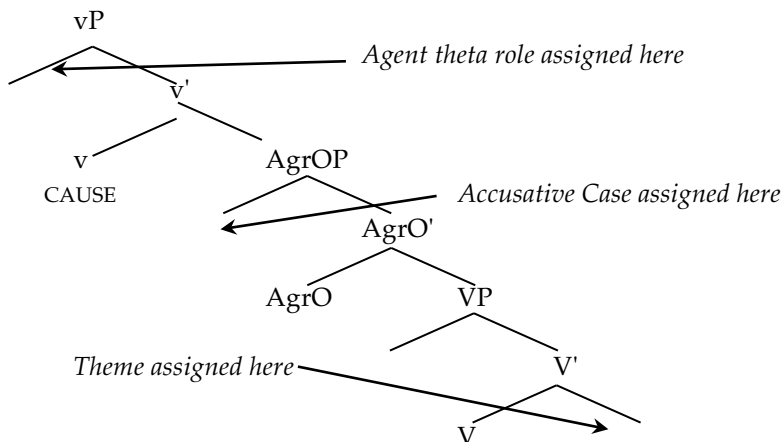 vP
Agent theta role assigned here
v'
v
AgrOP
CAUSE
Accusative Case assigned here
AgrO'
AgrO
VP
Theme assigned here
V'
V